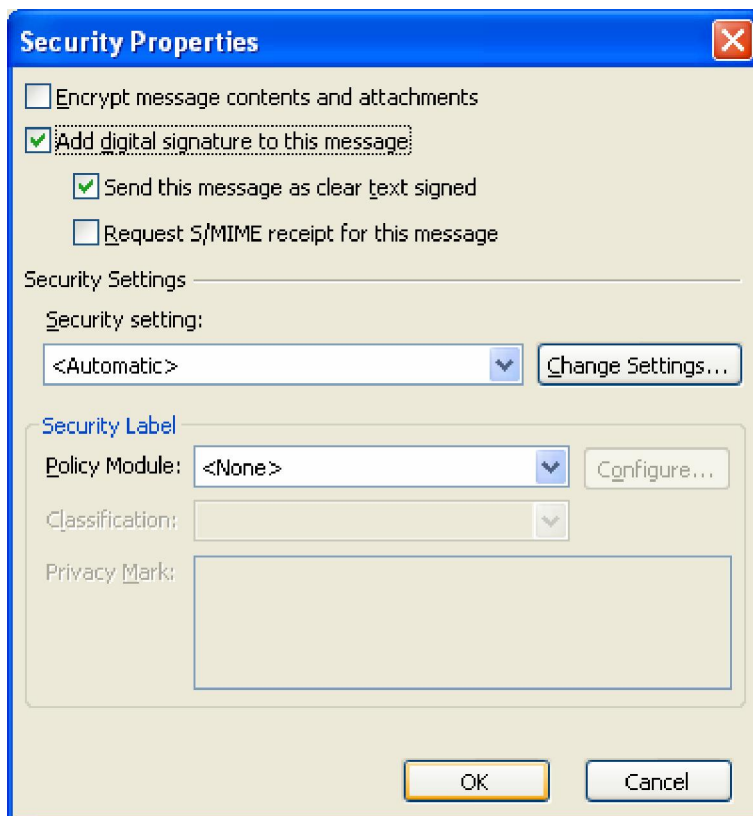 Security Properties
Encrypt message contents and attachments
Add digital signature to this message
Send this message as clear text signed
Request S/MIME receipt for this message
Security Settings
Security setting:
<Automatic> Change Settings...
Security Label
Policy Module: <None> Configure...
Classification:
Privacy Mark:
OK Cancel